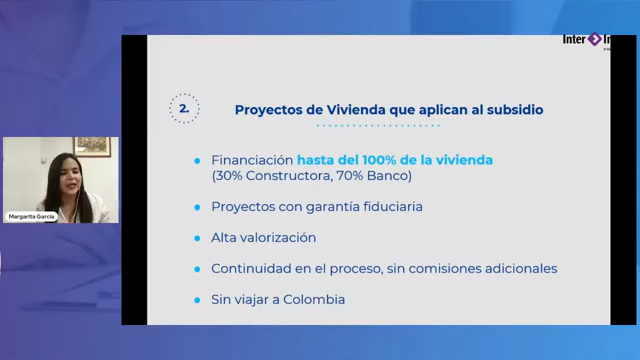 Inter
2.
Proyectos de Vivienda que aplican al subsidio
Financiación hasta del 100% de la vivienda
(30% Constructora, 70% Banco)
Proyectos con garantía fiduciaria
Alta valorización
Continuidad en el proceso, sin comisiones adicionales
Sin viajar a Colombia
Margarita García